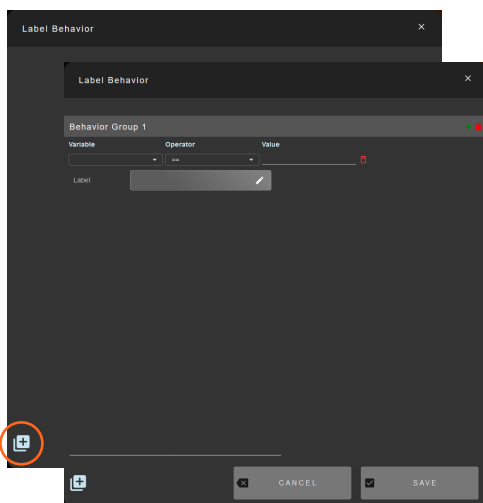 Label Behavior
Label Behavior
Behavior Group 1
Variable Operator Value
==
Label:
CANCEL SAVE